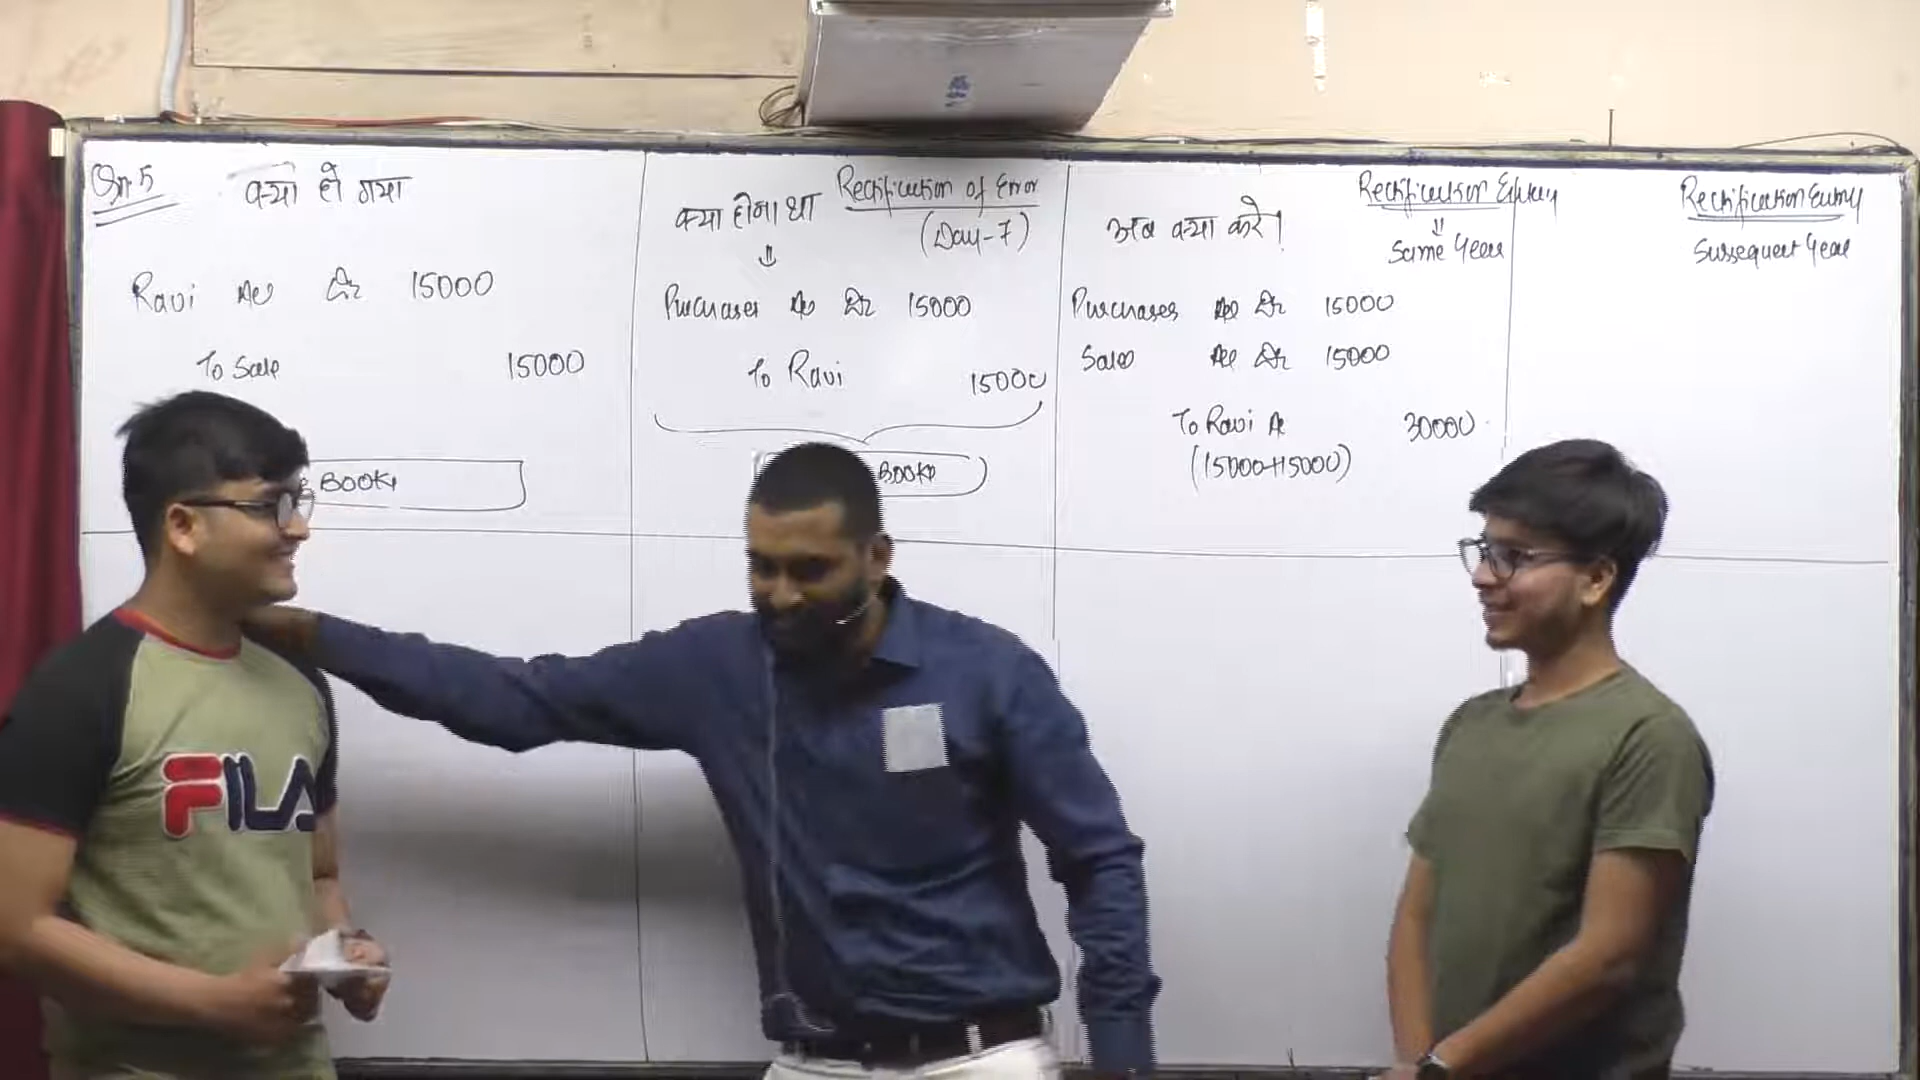 Qn 5
क्या हो गया
Ravi A/c Dr 15000
To Sale 15000
Books
क्या होना था
Rectification of Error
(Day-7)
⇓
Purchases A/c Dr 15000
To Ravi 15000
Books
अब क्या करे!
Rectification Entry
⇓
Same Year
Purchases A/c Dr 15000
Sales A/c Dr 15000
To Ravi A/c 30000
(15000+15000)
Rectification Entry
Sussequent Year
FILA